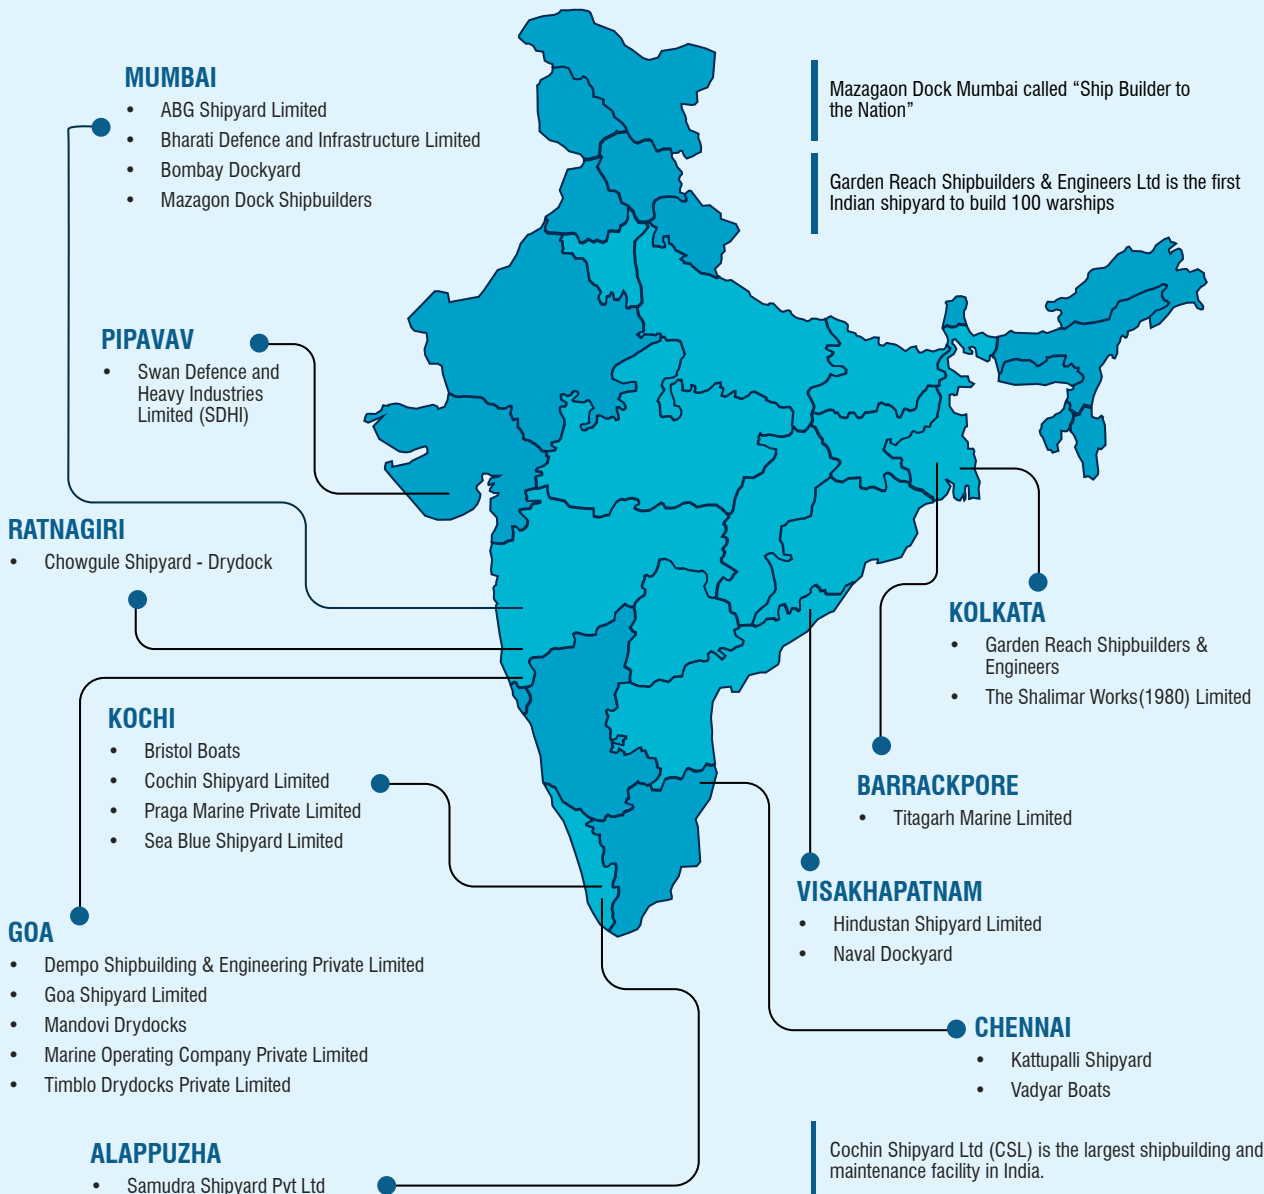 MUMBAI
• ABG Shipyard Limited
• Bharati Defence and Infrastructure Limited
• Bombay Dockyard
• Mazagon Dock Shipbuilders
Mazagaon Dock Mumbai called “Ship Builder to
the Nation”
Garden Reach Shipbuilders & Engineers Ltd is the first
Indian shipyard to build 100 warships
PIPAVAV
• Swan Defence and
Heavy Industries
Limited (SDHI)
RATNAGIRI
• Chowgule Shipyard - Drydock
KOCHI
• Bristol Boats
• Cochin Shipyard Limited
• Praga Marine Private Limited
• Sea Blue Shipyard Limited
GOA
• Dempo Shipbuilding & Engineering Private Limited
• Goa Shipyard Limited
• Mandovi Drydocks
• Marine Operating Company Private Limited
• Timblo Drydocks Private Limited
ALAPPUZHA
• Samudra Shipyard Pvt Ltd
KOLKATA
• Garden Reach Shipbuilders &
Engineers
• The Shalimar Works(1980) Limited
BARRACKPORE
• Titagarh Marine Limited
VISAKHAPATNAM
• Hindustan Shipyard Limited
• Naval Dockyard
CHENNAI
• Kattupalli Shipyard
• Vadyar Boats
Cochin Shipyard Ltd (CSL) is the largest shipbuilding and
maintenance facility in India.